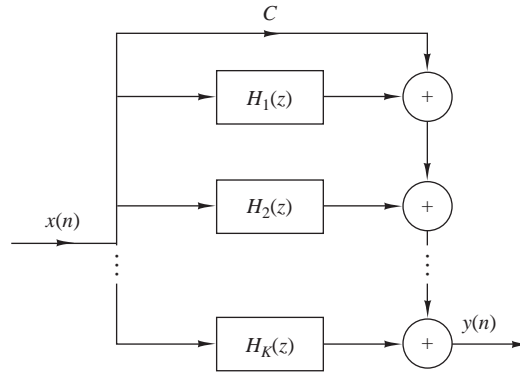 C
H₁(z)
+
H₂(z)
+
x(n)
H_K(z)
+
y(n)